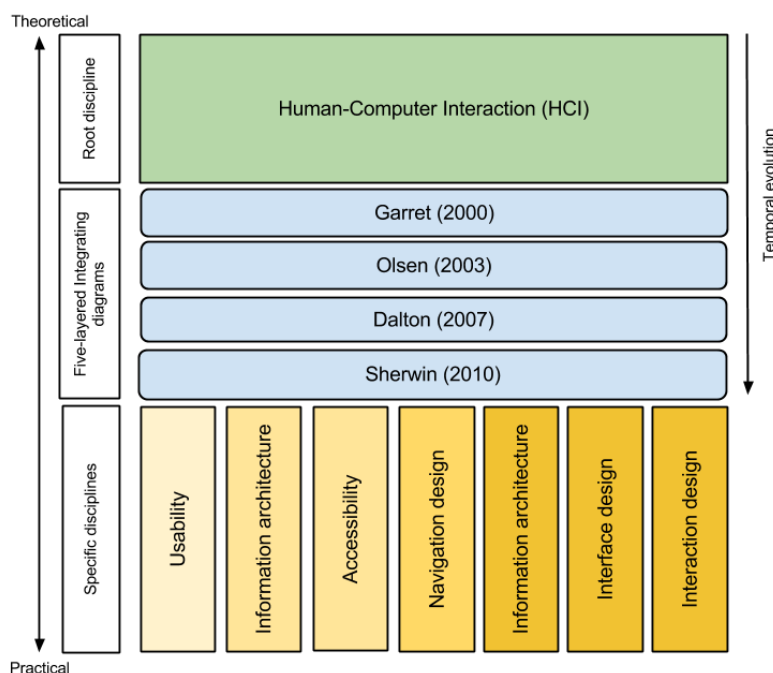 Theoretical
Root discipline
Human-Computer Interaction (HCI)
Temporal evolution
Five-layered Integrating
diagrams
Garret (2000)
Olsen (2003)
Dalton (2007)
Sherwin (2010)
Specific disciplines
Usability
Information architecture
Accessibility
Navigation design
Information architecture
Interface design
Interaction design
Practical